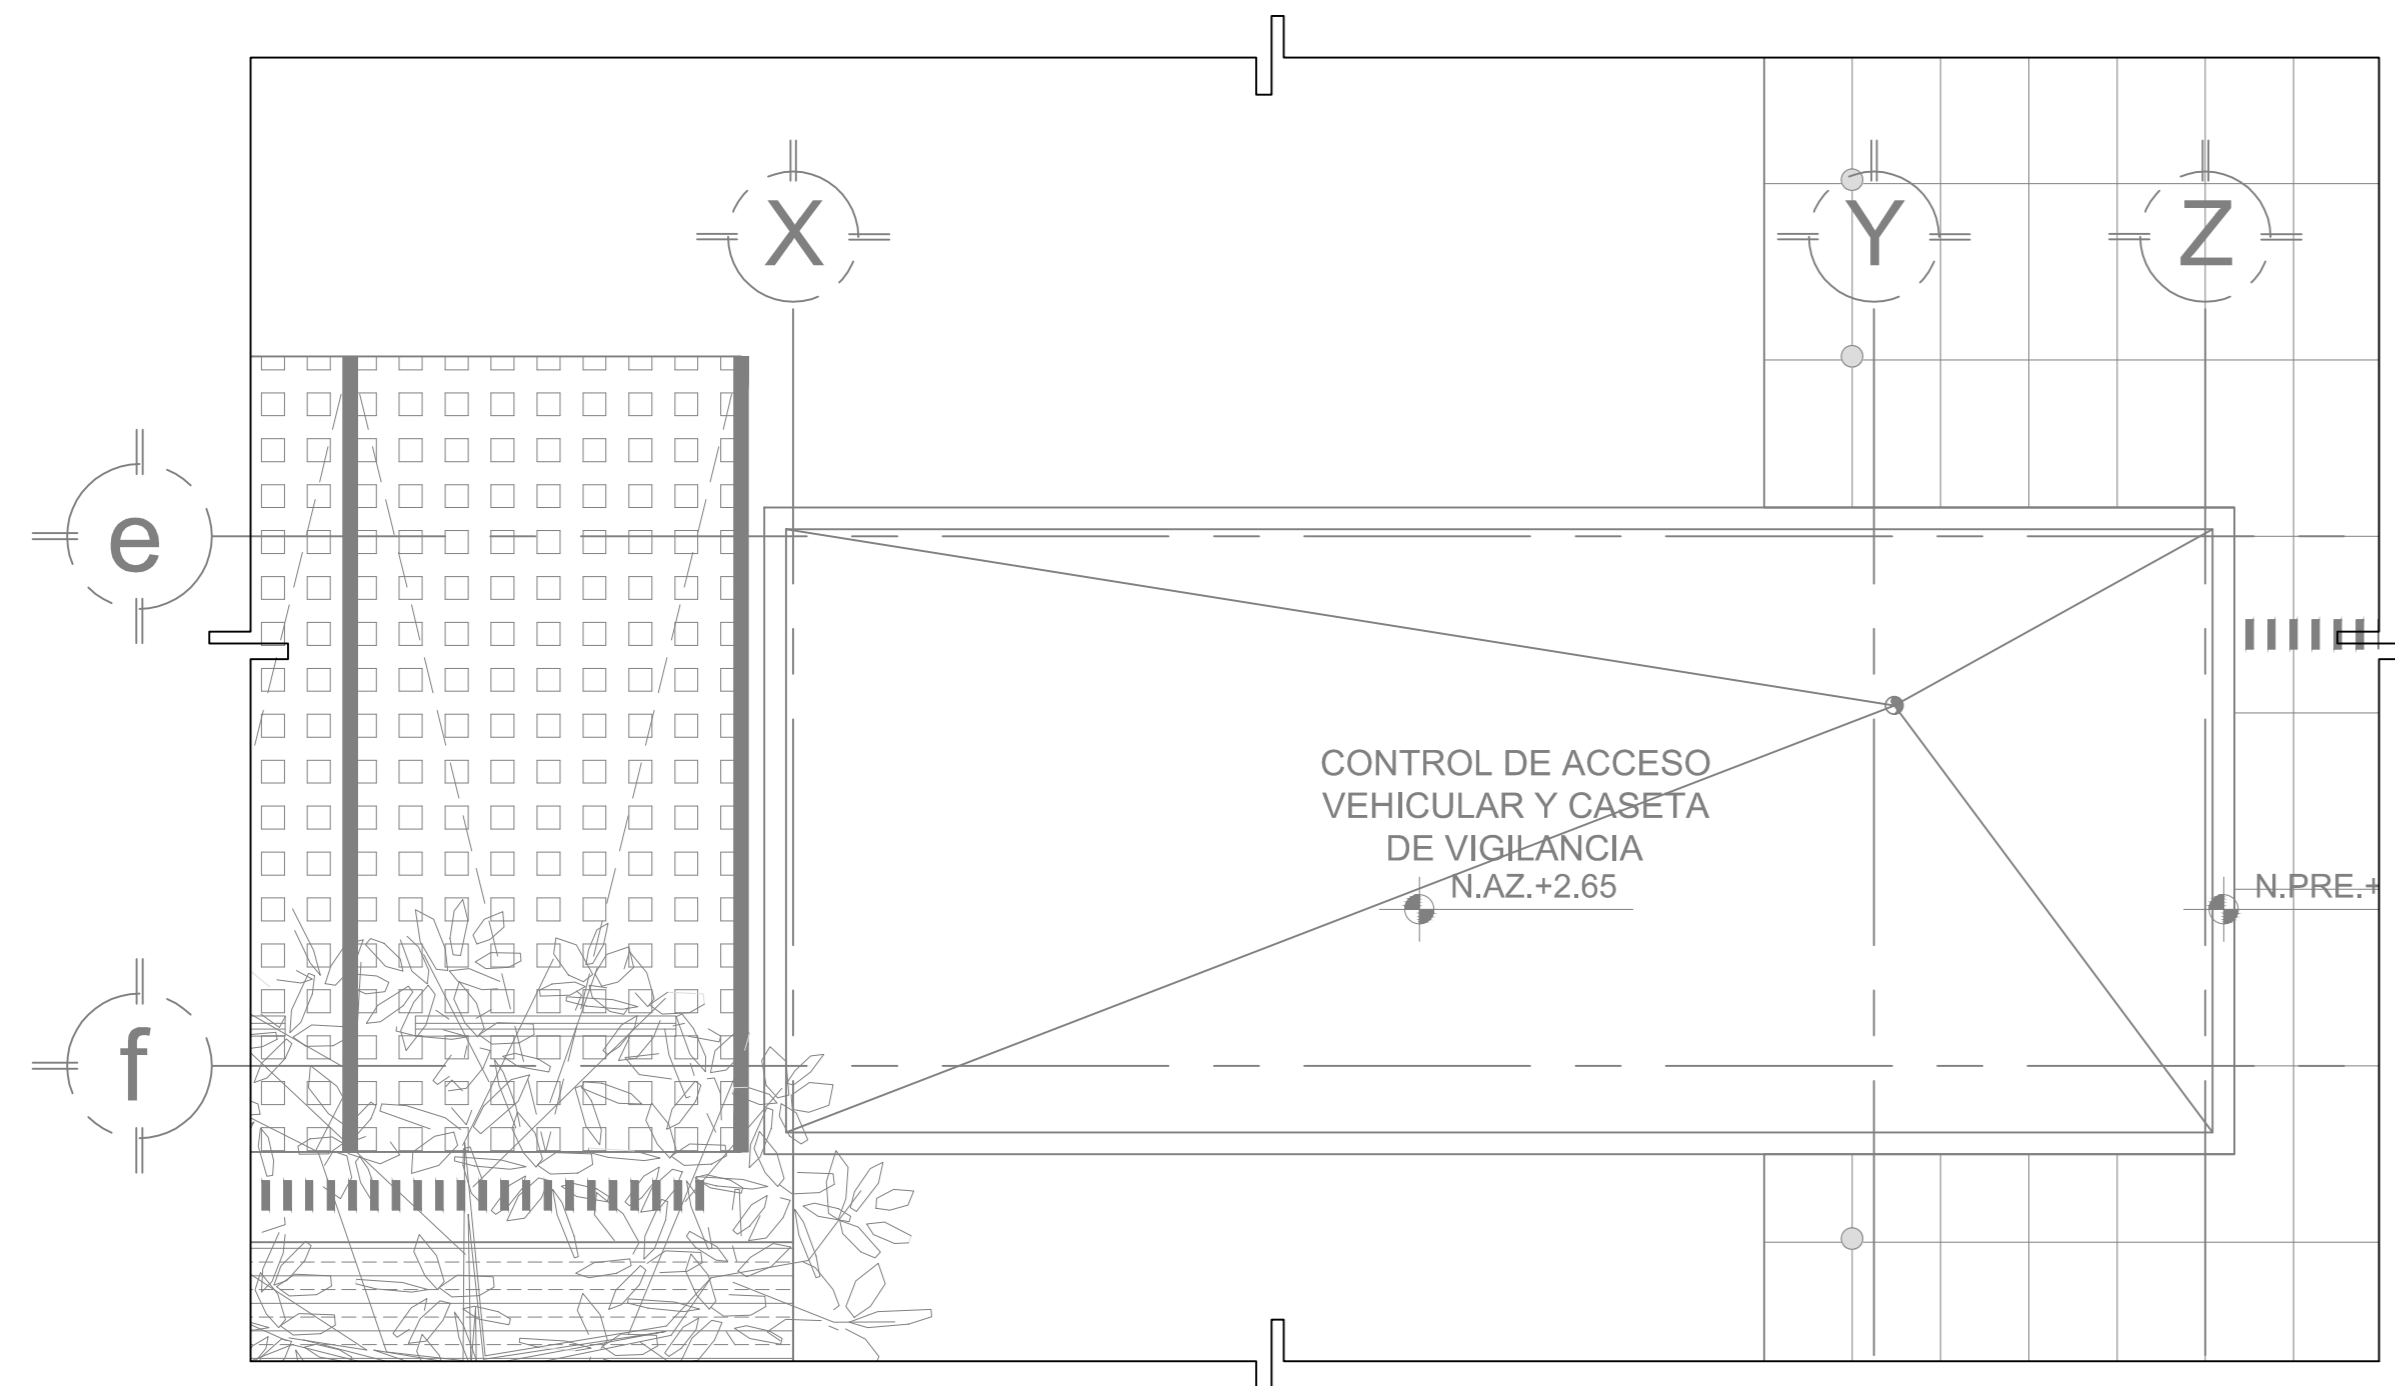 X
Y
Z
e
CONTROL DE ACCESO
VEHICULAR Y CASETA
DE VIGILANCIA
N.AZ.+2.65
N.PRE.+
f